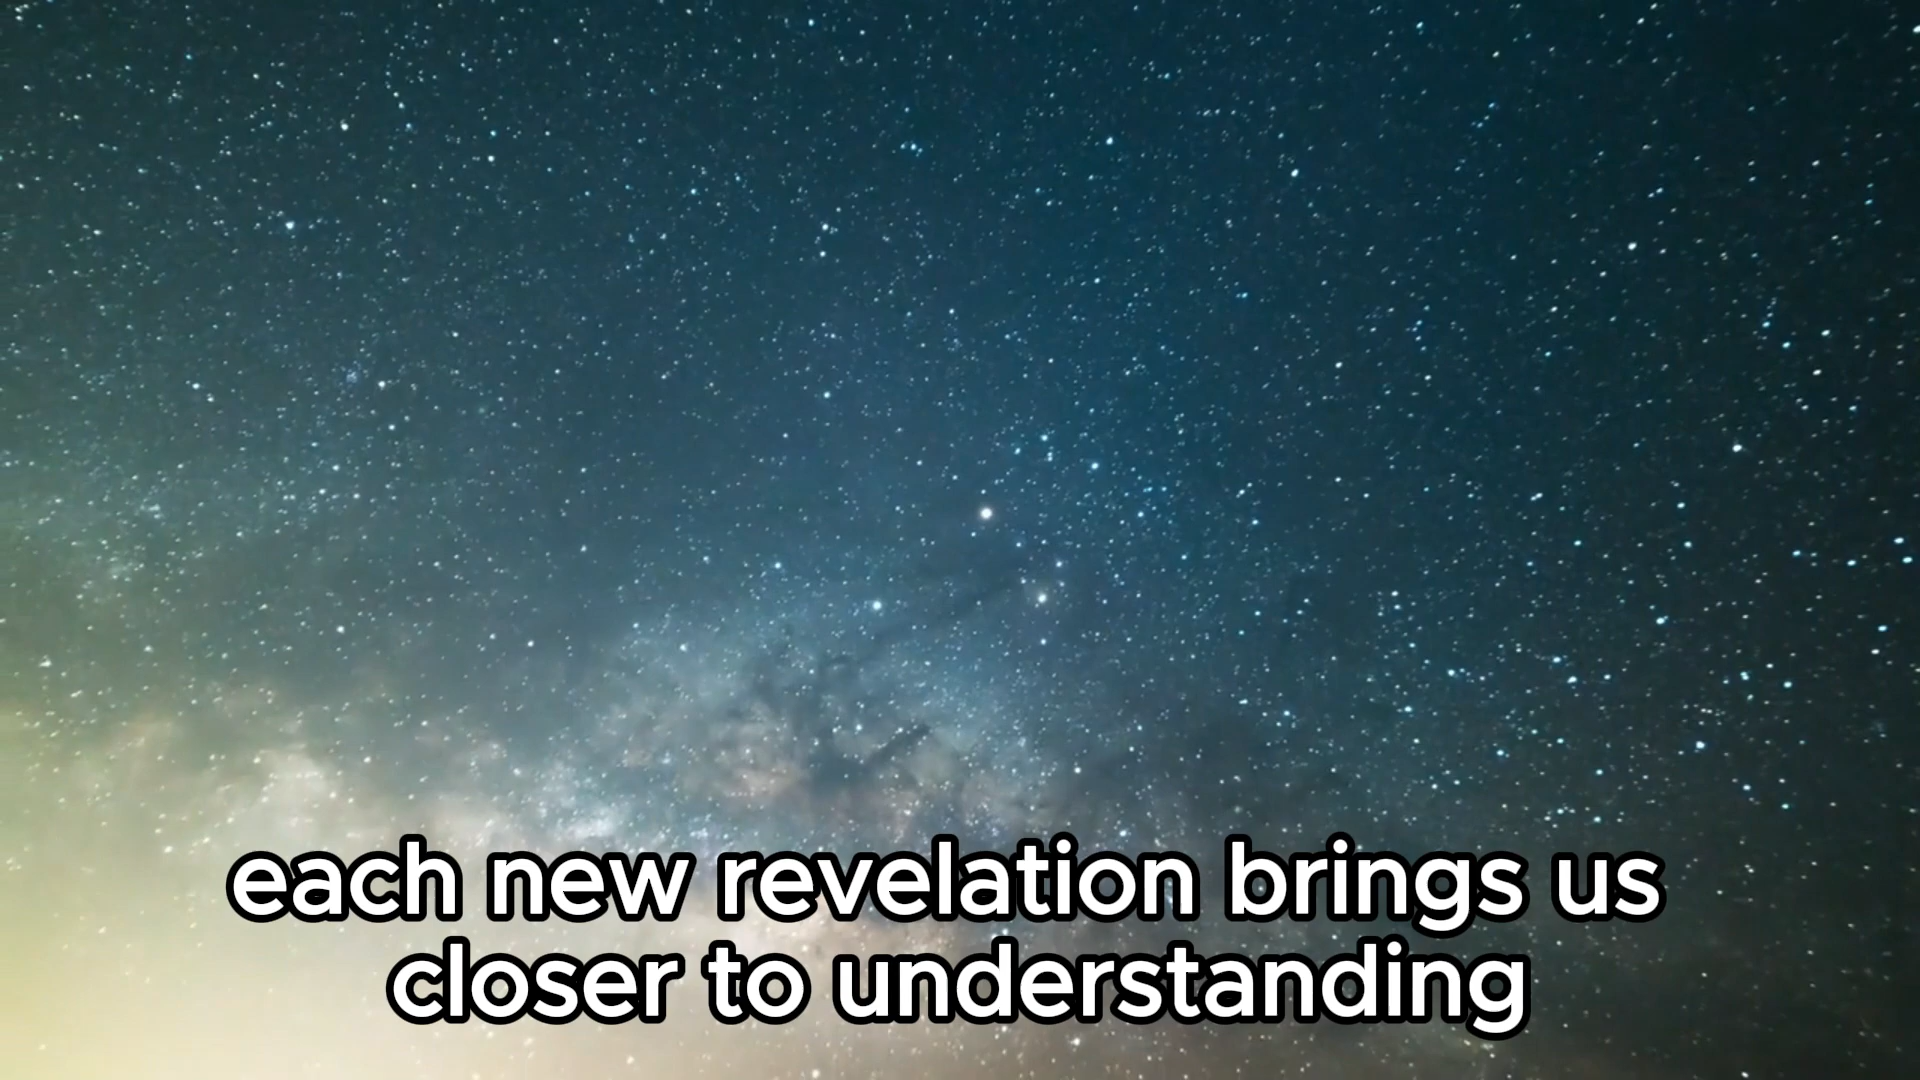 each new revelation brings us
closer to understanding